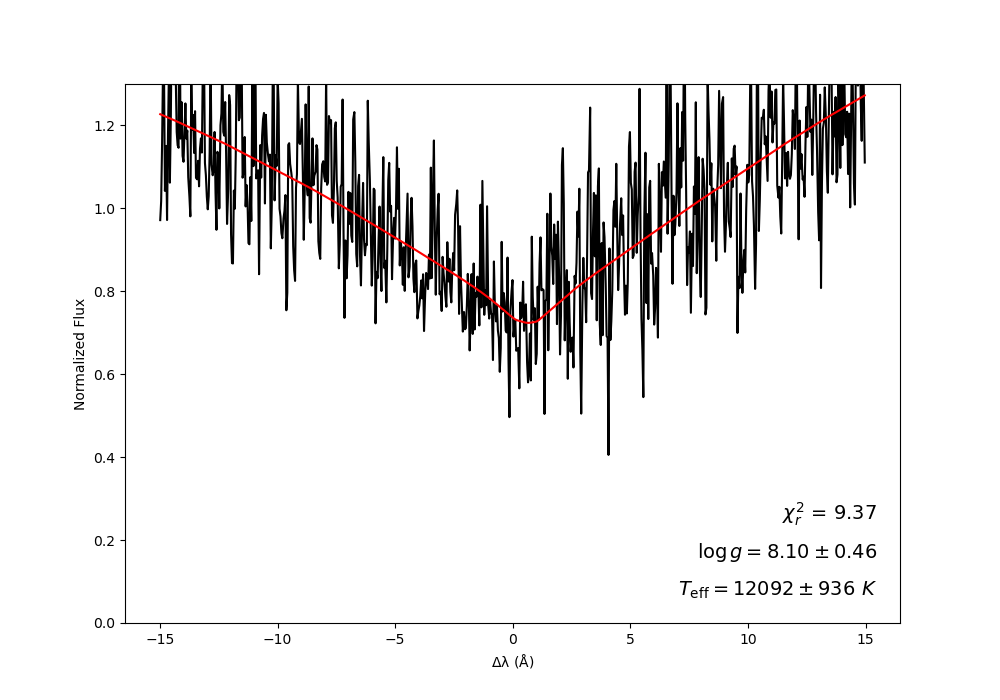 1.2
1.0
0.8
0.6
0.4
0.2
0.0
Normalized Flux
χ²ᵣ = 9.37
log g = 8.10 ± 0.46
T_eff = 12092 ± 936 K
−15 −10 −5 0 5 10 15
Δλ (Å)